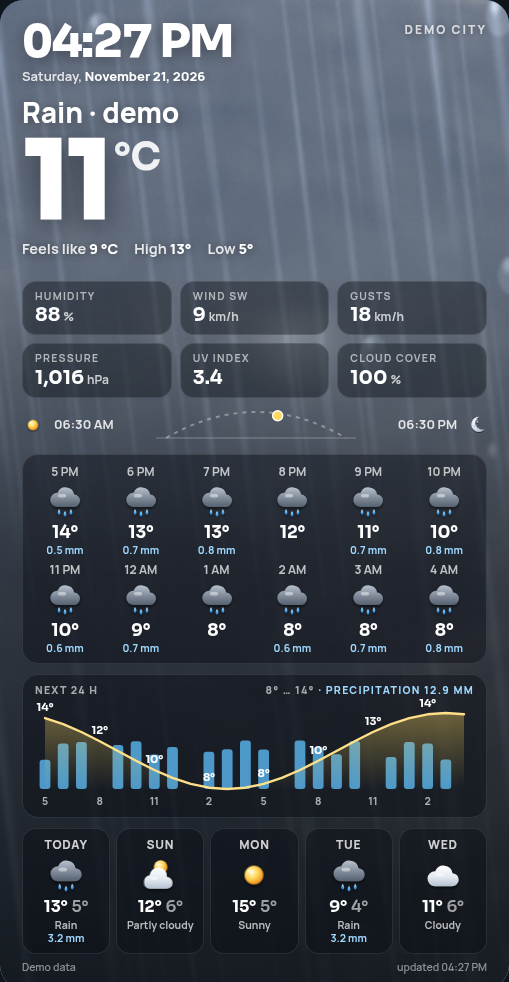 04:27 PM
DEMO CITY
Saturday, November 21, 2026
Rain · demo
11 °C
Feels like 9 °C High 13° Low 5°
HUMIDITY
88 %
WIND SW
9 km/h
GUSTS
18 km/h
PRESSURE
1,016 hPa
UV INDEX
3.4
CLOUD COVER
100 %
06:30 AM
06:30 PM
5 PM 6 PM 7 PM 8 PM 9 PM 10 PM
14° 13° 13° 12° 11° 10°
0.5 mm 0.7 mm 0.8 mm 0.7 mm 0.8 mm
11 PM 12 AM 1 AM 2 AM 3 AM 4 AM
10° 9° 8° 8° 8° 8°
0.6 mm 0.7 mm 0.6 mm 0.7 mm 0.8 mm
NEXT 24 H
8° … 14° · PRECIPITATION 12.9 MM
14° 12° 10° 8° 8° 10° 13° 14°
5 8 11 2 5 8 11 2
TODAY SUN MON TUE WED
13° 5° 12° 6° 15° 5° 9° 4° 11° 6°
Rain Partly cloudy Sunny Rain Cloudy
3.2 mm 3.2 mm
Demo data
updated 04:27 PM